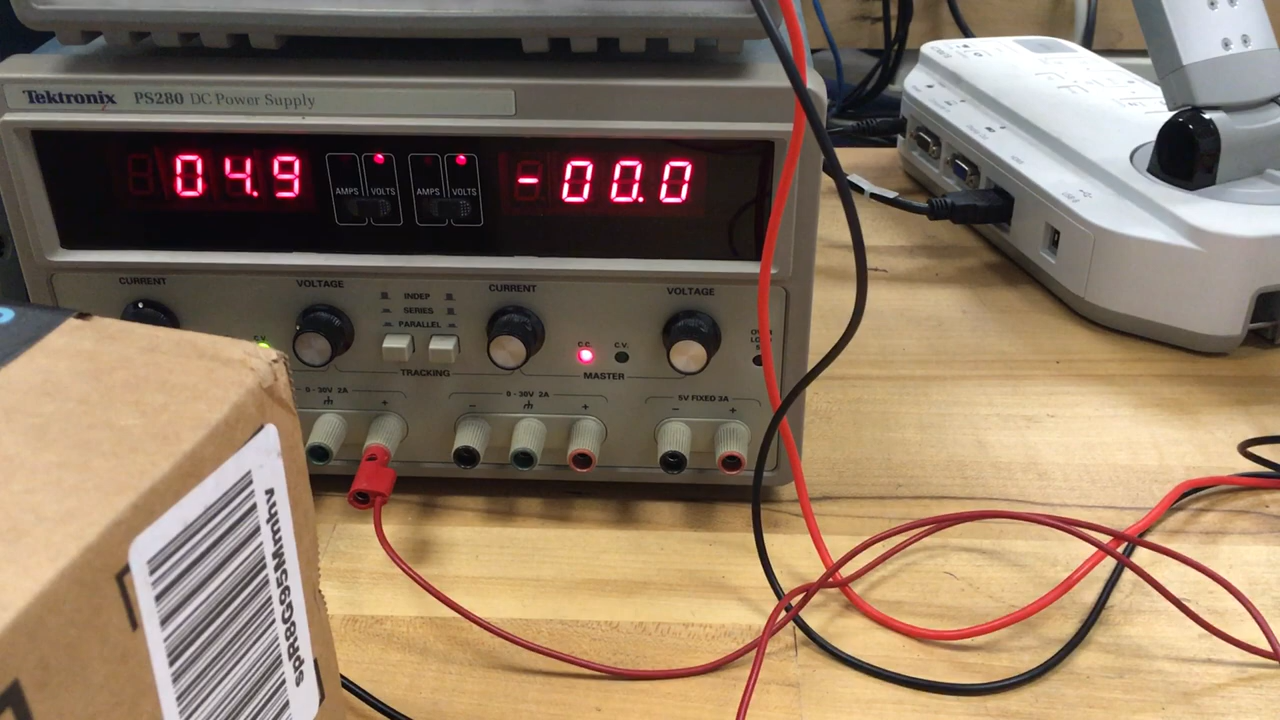 Tektronix PS280 DC Power Supply
04.9
AMPS VOLTS
AMPS VOLTS
-00.0
CURRENT
VOLTAGE
CURRENT
VOLTAGE
INDEP
SERIES
PARALLEL
C.V.
C.C. C.V.
TRACKING
MASTER
0-30V 2A
0-30V 2A
5V FIXED 3A
+
- +
- +
SpR8G95Mmhv